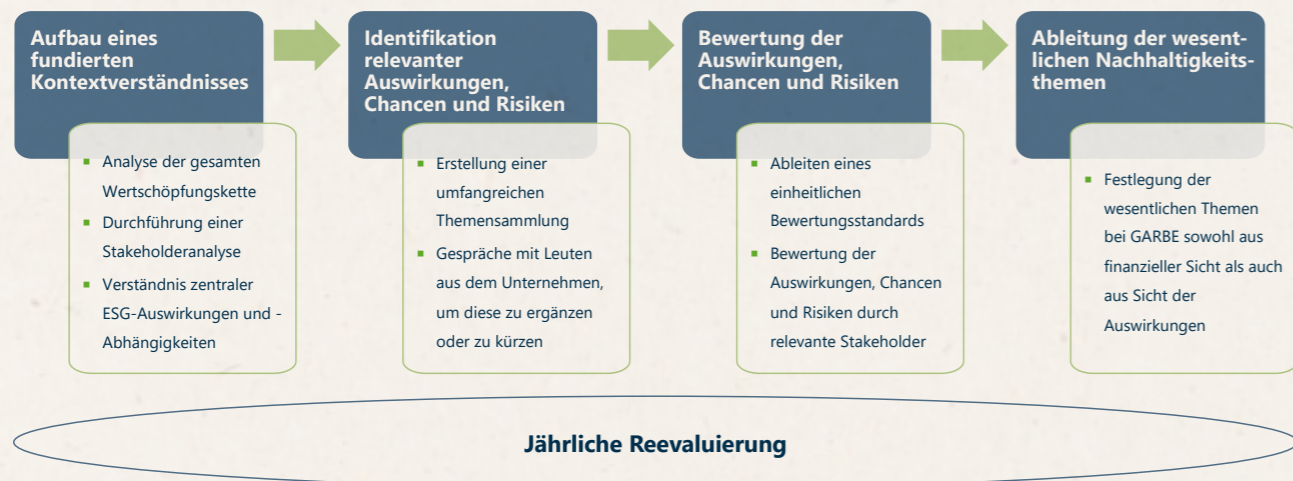 Aufbau eines
fundierten
Kontextverständnisses
▪ Analyse der gesamten
Wertschöpfungskette
▪ Durchführung einer
Stakeholderanalyse
▪ Verständnis zentraler
ESG-Auswirkungen und -
Abhängigkeiten
Identifikation
relevanter
Auswirkungen,
Chancen und Risiken
▪ Erstellung einer
umfangreichen
Themensammlung
▪ Gespräche mit Leuten
aus dem Unternehmen,
um diese zu ergänzen
oder zu kürzen
Bewertung der
Auswirkungen,
Chancen und Risiken
▪ Ableiten eines
einheitlichen
Bewertungsstandards
▪ Bewertung der
Auswirkungen, Chancen
und Risiken durch
relevante Stakeholder
Ableitung der wesent-
lichen Nachhaltigkeits-
themen
▪ Festlegung der
wesentlichen Themen
bei GARBE sowohl aus
finanzieller Sicht als auch
aus Sicht der
Auswirkungen
Jährliche Reevaluierung